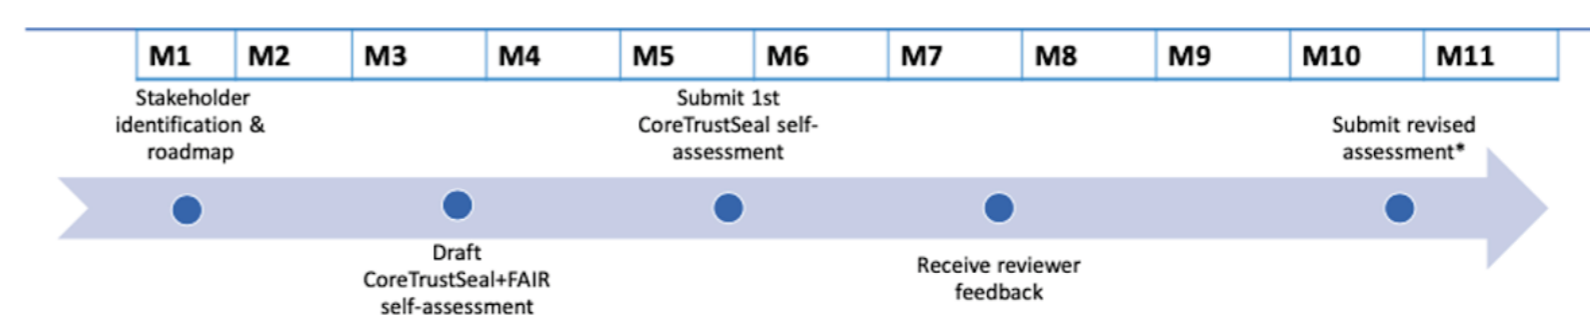 M1 M2 M3 M4 M5 M6 M7 M8 M9 M10 M11
Stakeholder
identification &
roadmap
Submit 1st
CoreTrustSeal self-
assessment
Submit revised
assessment*
Draft
CoreTrustSeal+FAIR
self-assessment
Receive reviewer
feedback